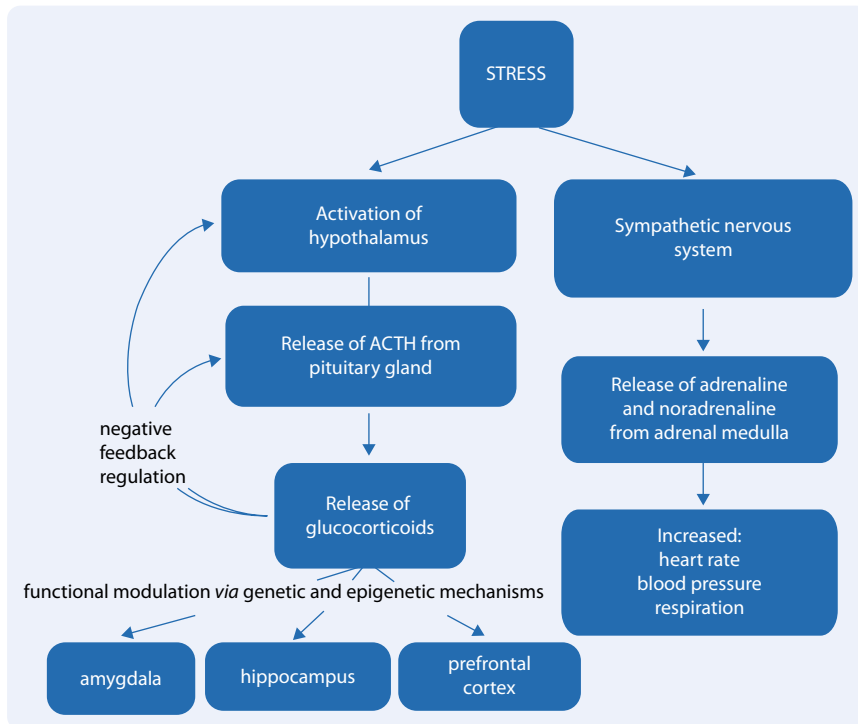 STRESS
Activation of
hypothalamus
Sympathetic nervous
system
Release of ACTH from
pituitary gland
Release of adrenaline
and noradrenaline
from adrenal medulla
negative
feedback
regulation
Release of
glucocorticoids
Increased:
heart rate
blood pressure
respiration
functional modulation via genetic and epigenetic mechanisms
amygdala
hippocampus
prefrontal
cortex